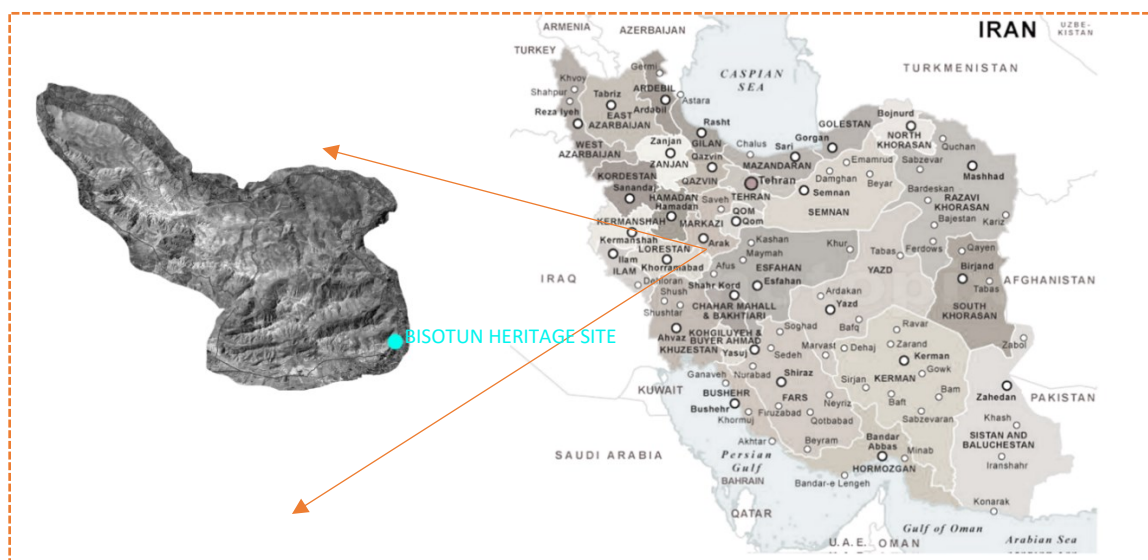 IRAN
UZBE-
KISTAN
ARMENIA
AZERBAIJAN
TURKEY
TURKMENISTAN
CASPIAN
SEA
Germi
Khvoy
Shahpur
Tabriz
ARDEBIL
Ardabil
Astara
Reza Iyeh
EAST
AZARBAIJAN
WEST
AZARBAIJAN
Rasht
GILAN
Zanjan
ZANJAN
Qazvin
QAZVIN
Chalus
Sari
MAZANDARAN
Gorgan
GOLESTAN
Bojnurd
NORTH
KHORASAN
Quchan
Emamrud
Sabzevar
Mashhad
Damghan
Beyar
Tehran
TEHRAN
Semnan
SEMNAN
Bardeskan
RAZAVI
KHORASAN
Bajestan
Kariz
KORDESTAN
Sanandaj
HAMADAN
Hamadan
Saveh
QOM
Qom
MARKAZI
Arak
KERMANSHAH
Kermanshah
LORESTAN
Khorramabad
Ilam
ILAM
Kashan
Maymah
Khur
Tabas
Ferdows
Qayen
IRAQ
Dehloran
Afus
ESFAHAN
Esfahan
YAZD
Birjand
Tabas
AFGHANISTAN
Shush
Shushtar
Shahr Kord
CHAHAR MAHALL
& BAKHTIARI
Ardakan
Yazd
SOUTH
KHORASAN
BISOTUN HERITAGE SITE
Ahvaz
KHUZESTAN
KOHGILUYEH &
BUYER AHMAD
Yasuj
Soghad
Bafq
Ravar
Zarand
Zabol
Sedeh
Marvast
Dehaj
Kerman
KERMAN
Gowk
KUWAIT
Ganaveh
Nurabad
Shiraz
FARS
Sirjan
Baft
Bam
Zahedan
PAKISTAN
BUSHEHR
Bushehr
Khormuj
Firuzabad
Neyriz
Qotbabad
Sabzevaran
Khash
SISTAN AND
BALUCHESTAN
Iranshahr
SAUDI ARABIA
Akhtar
Beyram
Bandar
Abbas
HORMOZGAN
Minab
Persian
Gulf
BAHRAIN
Bandar-e Lengeh
Konarak
QATAR
Gulf of Oman
Arabian Sea
U.A.E.
OMAN